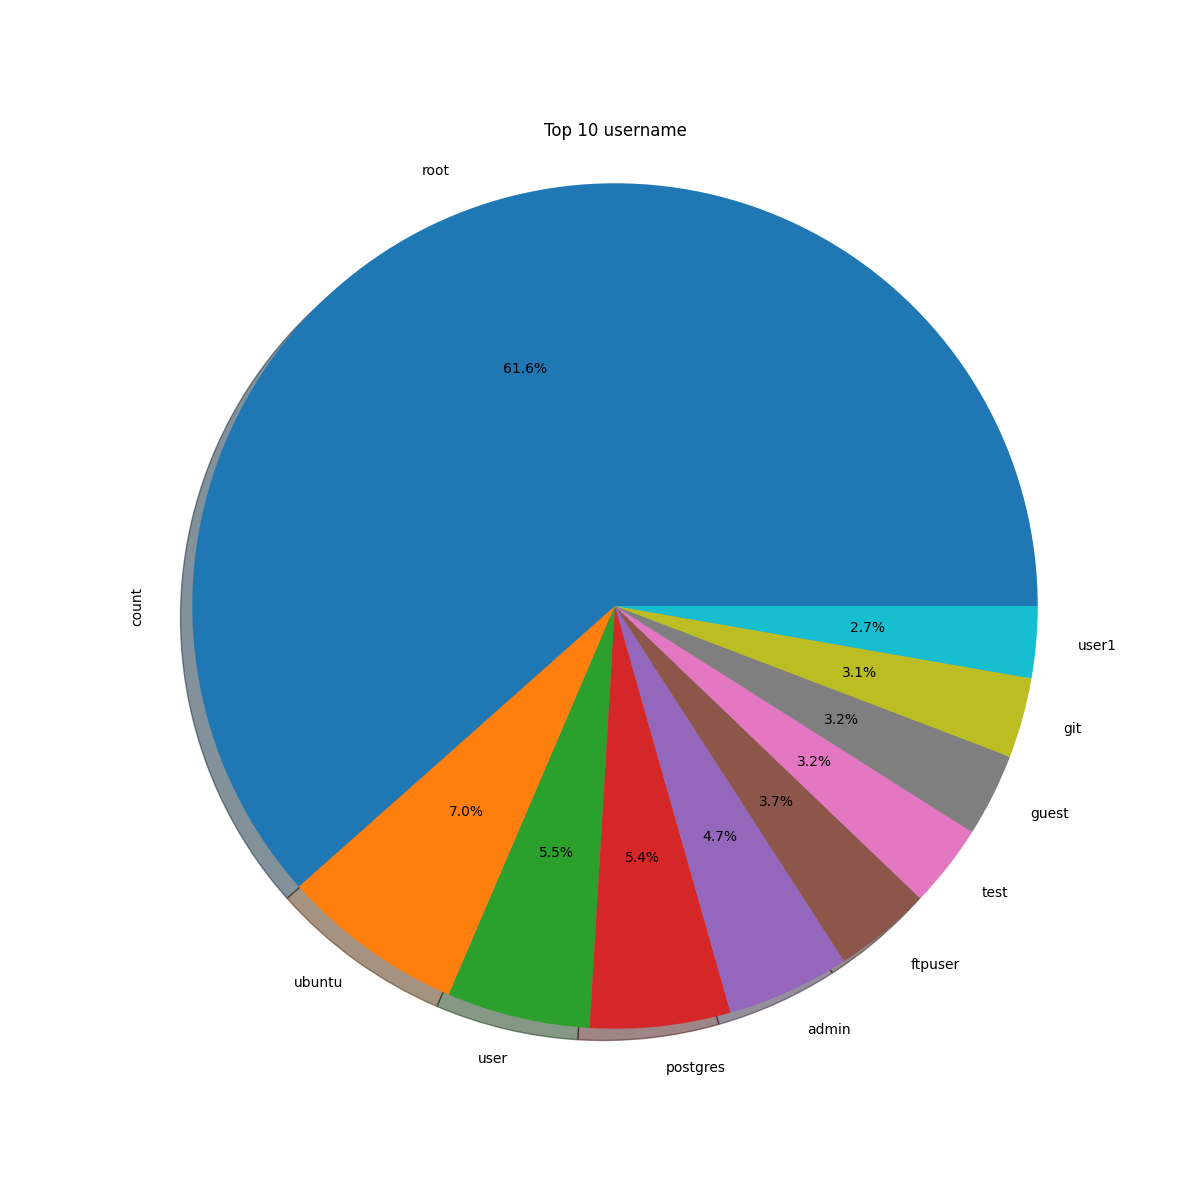 Top 10 username
root
61.6%
count
2.7%
user1
3.1%
git
3.2%
guest
3.2%
test
3.7%
ftpuser
4.7%
admin
5.4%
postgres
5.5%
user
7.0%
ubuntu